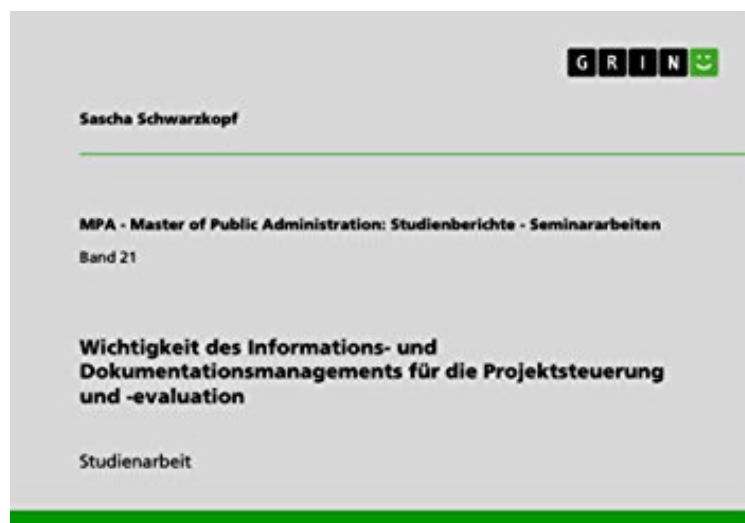 GRIN
Sascha Schwarzkopf
MPA - Master of Public Administration: Studienberichte - Seminararbeiten
Band 21
Wichtigkeit des Informations- und
Dokumentationsmanagements für die Projektsteuerung
und -evaluation
Studienarbeit